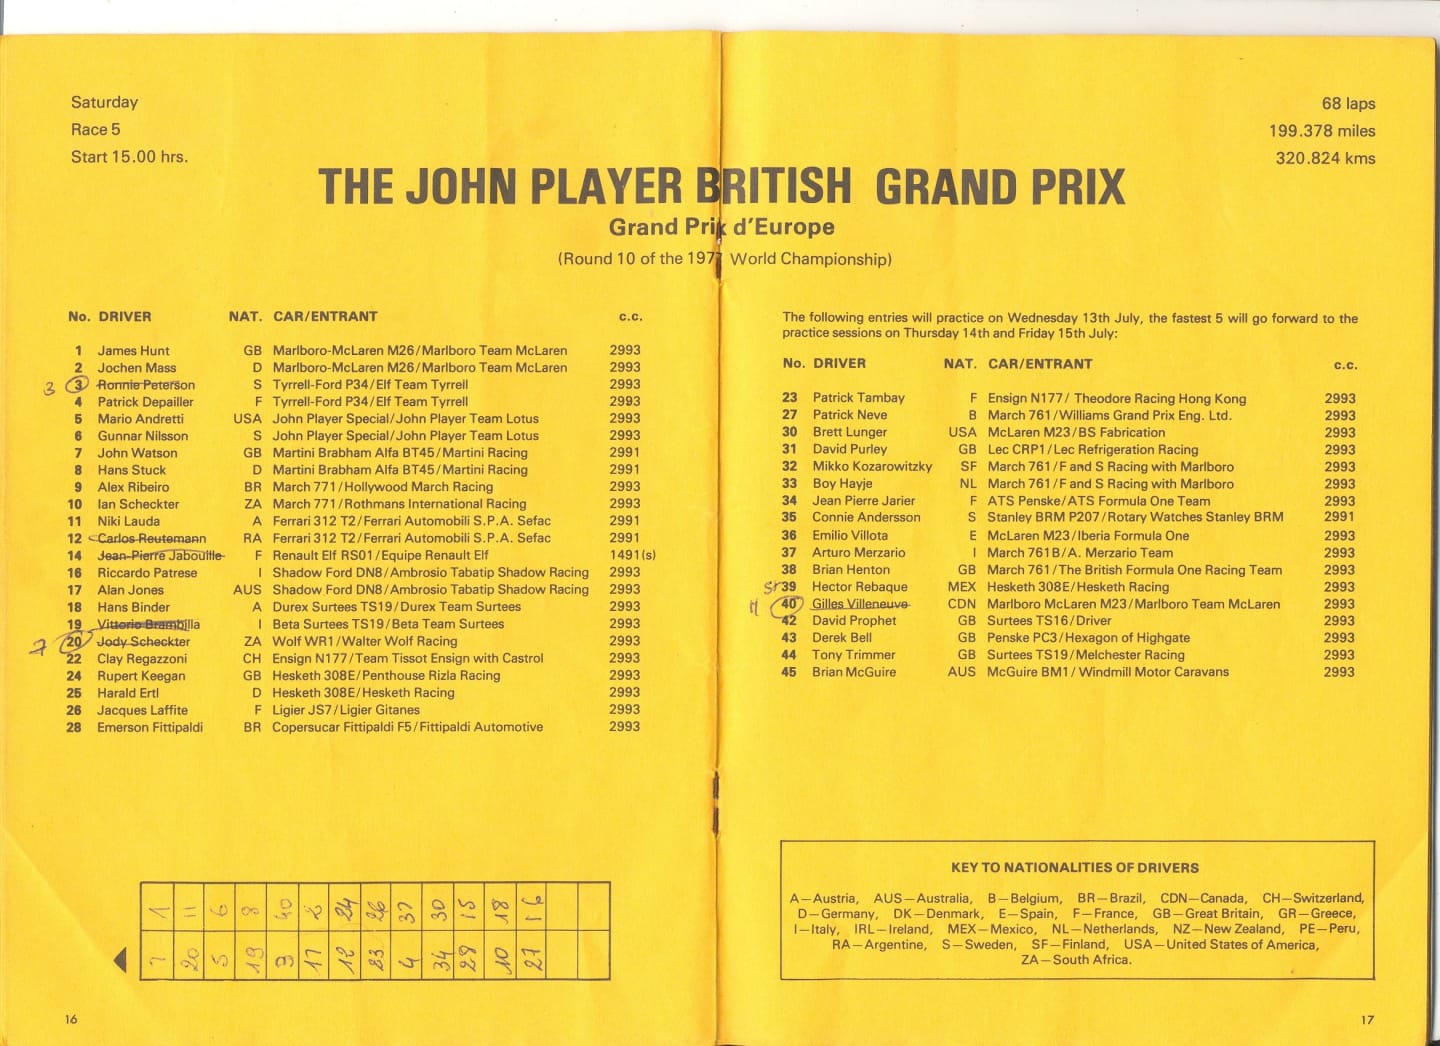 Saturday
Race 5
Start 15.00 hrs.
68 laps
199.378 miles
320.824 kms
THE JOHN PLAYER BRITISH GRAND PRIX
Grand Prix d'Europe
(Round 10 of the 1977 World Championship)
No. DRIVER NAT. CAR/ENTRANT c.c.
1 James Hunt GB Marlboro-McLaren M26/Marlboro Team McLaren 2993
2 Jochen Mass D Marlboro-McLaren M26/Marlboro Team McLaren 2993
3 3 Ronnie Peterson S Tyrrell-Ford P34/Elf Team Tyrrell 2993
4 Patrick Depailler F Tyrrell-Ford P34/Elf Team Tyrrell 2993
5 Mario Andretti USA John Player Special/John Player Team Lotus 2993
6 Gunnar Nilsson S John Player Special/John Player Team Lotus 2993
7 John Watson GB Martini Brabham Alfa BT45/Martini Racing 2991
8 Hans Stuck D Martini Brabham Alfa BT45/Martini Racing 2991
9 Alex Ribeiro BR March 771/Hollywood March Racing 2993
10 Ian Scheckter ZA March 771/Rothmans International Racing 2993
11 Niki Lauda A Ferrari 312 T2/Ferrari Automobili S.P.A. Sefac 2991
12 Carlos Reutemann RA Ferrari 312 T2/Ferrari Automobili S.P.A. Sefac 2991
14 Jean-Pierre Jabouille F Renault Elf RS01/Equipe Renault Elf 1491(s)
16 Riccardo Patrese I Shadow Ford DN8/Ambrosio Tabatip Shadow Racing 2993
17 Alan Jones AUS Shadow Ford DN8/Ambrosio Tabatip Shadow Racing 2993
18 Hans Binder A Durex Surtees TS19/Durex Team Surtees 2993
19 Vittorio Brambilla I Beta Surtees TS19/Beta Team Surtees 2993
7 20 Jody Scheckter ZA Wolf WR1/Walter Wolf Racing 2993
22 Clay Regazzoni CH Ensign N177/Team Tissot Ensign with Castrol 2993
24 Rupert Keegan GB Hesketh 308E/Penthouse Rizla Racing 2993
25 Harald Ertl D Hesketh 308E/Hesketh Racing 2993
26 Jacques Laffite F Ligier JS7/Ligier Gitanes 2993
28 Emerson Fittipaldi BR Copersucar Fittipaldi F5/Fittipaldi Automotive 2993
1 11 6 8 40 2 24 26 37 30 15 18 16
7 20 5 19 3 17 12 23 4 34 28 10 27
16
The following entries will practice on Wednesday 13th July, the fastest 5 will go forward to the
practice sessions on Thursday 14th and Friday 15th July:
No. DRIVER NAT. CAR/ENTRANT c.c.
23 Patrick Tambay F Ensign N177/ Theodore Racing Hong Kong 2993
27 Patrick Neve B March 761/Williams Grand Prix Eng. Ltd. 2993
30 Brett Lunger USA McLaren M23/BS Fabrication 2993
31 David Purley GB Lec CRP1/Lec Refrigeration Racing 2993
32 Mikko Kozarowitzky SF March 761/F and S Racing with Marlboro 2993
33 Boy Hayje NL March 761/F and S Racing with Marlboro 2993
34 Jean Pierre Jarier F ATS Penske/ATS Formula One Team 2993
35 Connie Andersson S Stanley BRM P207/Rotary Watches Stanley BRM 2991
36 Emilio Villota E McLaren M23/Iberia Formula One 2993
37 Arturo Merzario I March 761B/A. Merzario Team 2993
38 Brian Henton GB March 761/The British Formula One Racing Team 2993
39 Hector Rebaque MEX Hesketh 308E/Hesketh Racing 2993
11 40 Gilles Villeneuve CDN Marlboro McLaren M23/Marlboro Team McLaren 2993
42 David Prophet GB Surtees TS16/Driver 2993
43 Derek Bell GB Penske PC3/Hexagon of Highgate 2993
44 Tony Trimmer GB Surtees TS19/Melchester Racing 2993
45 Brian McGuire AUS McGuire BM1/Windmill Motor Caravans 2993
KEY TO NATIONALITIES OF DRIVERS
A—Austria, AUS—Australia, B—Belgium, BR—Brazil, CDN—Canada, CH—Switzerland,
D—Germany, DK—Denmark, E—Spain, F—France, GB—Great Britain, GR—Greece,
I—Italy, IRL—Ireland, MEX—Mexico, NL—Netherlands, NZ—New Zealand, PE—Peru,
RA—Argentine, S—Sweden, SF—Finland, USA—United States of America,
ZA—South Africa.
17